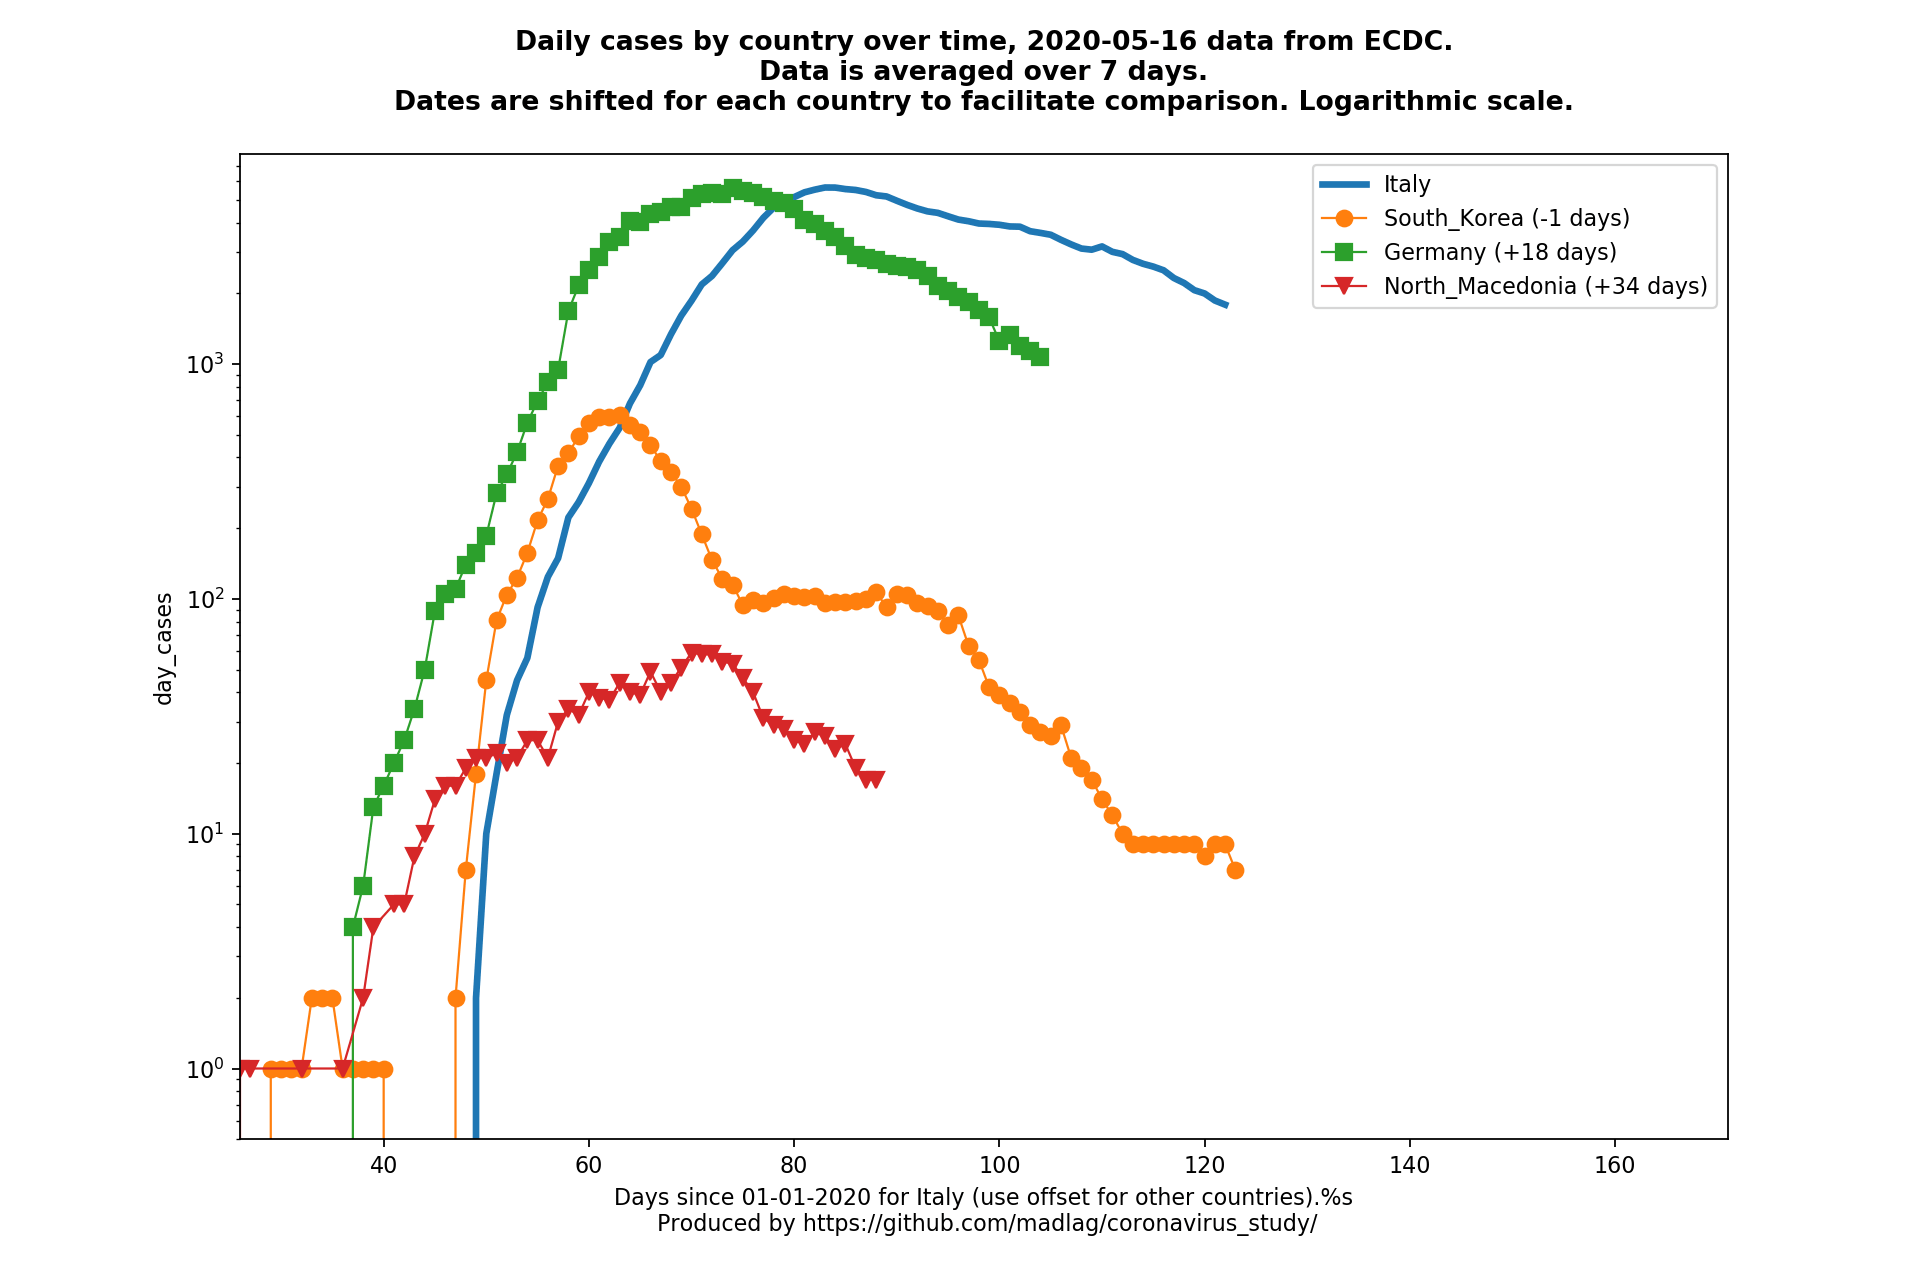 Daily cases by country over time, 2020-05-16 data from ECDC.
Data is averaged over 7 days.
Dates are shifted for each country to facilitate comparison. Logarithmic scale.
Italy
South_Korea (-1 days)
Germany (+18 days)
North_Macedonia (+34 days)
day_cases
10³
10²
10¹
10⁰
40 60 80 100 120 140 160
Days since 01-01-2020 for Italy (use offset for other countries).%s
Produced by https://github.com/madlag/coronavirus_study/